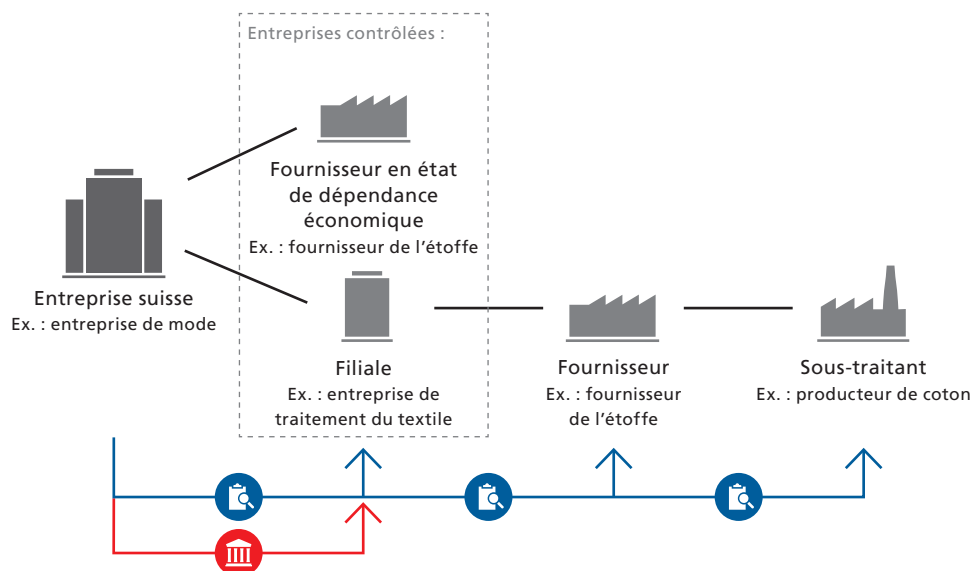 Entreprises contrôlées :
Fournisseur en état
de dépendance
économique
Ex. : fournisseur de l’étoffe
Entreprise suisse
Ex. : entreprise de mode
Filiale
Ex. : entreprise de
traitement du textile
Fournisseur
Ex. : fournisseur
de l’étoffe
Sous-traitant
Ex. : producteur de coton